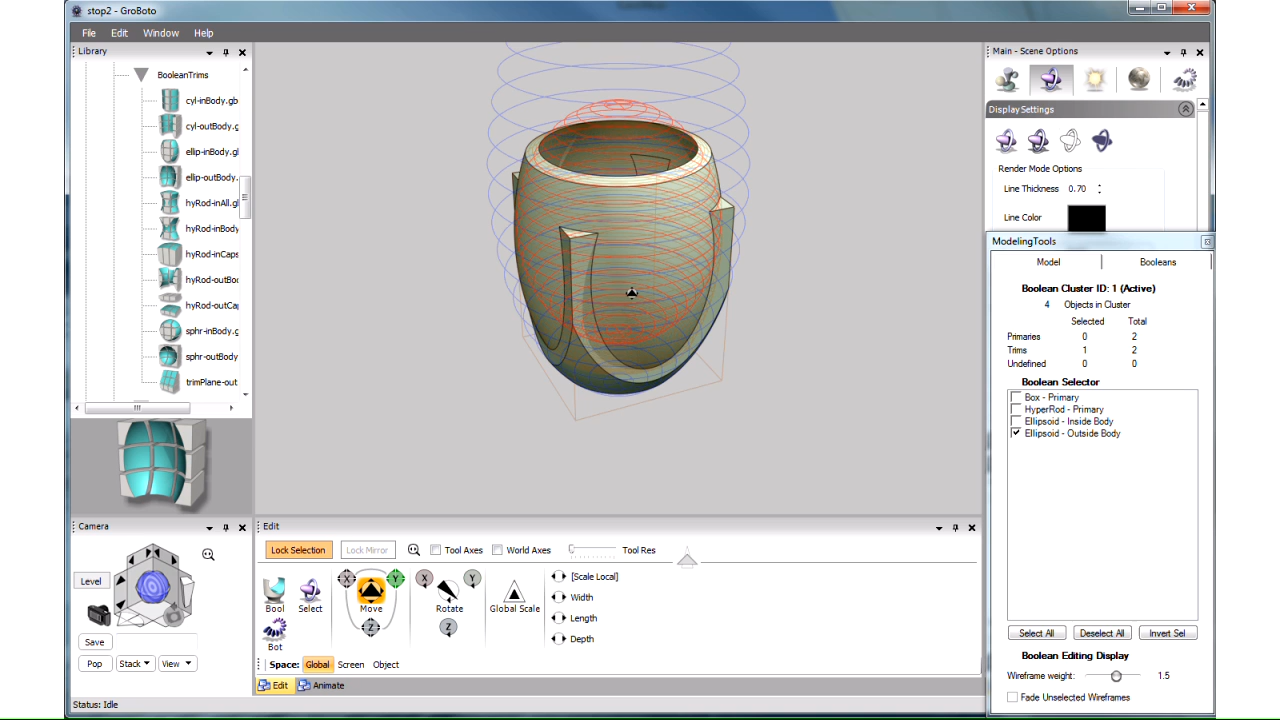 stop2 - GroBoto
File Edit Window Help
Library
BooleanTrims
cyl-inBody.gb
cyl-outBody.g
ellip-inBody.gl
ellip-outBody.
hyRod-inAll.gl
hyRod-inBody
hyRod-inCaps
hyRod-outBoo
hyRod-outCap
sphr-inBody.g
sphr-outBody
trimPlane-out
Camera
Level
Save
Pop Stack View
Status: Idle
Edit
Lock Selection Lock Mirror Tool Axes World Axes Tool Res
X Y X Y
Bool Select Move Rotate Global Scale
Z Z
Bot
[Scale Local]
Width
Length
Depth
Space: Global Screen Object
Edit Animate
Main - Scene Options
DisplaySettings
Render Mode Options
Line Thickness 0.70
Line Color
ModelingTools
Model Booleans
Boolean Cluster ID: 1 (Active)
4 Objects in Cluster
Selected Total
Primaries 0 2
Trims 1 2
Undefined 0 0
Boolean Selector
Box - Primary
HyperRod - Primary
Ellipsoid - Inside Body
Ellipsoid - Outside Body
Select All Deselect All Invert Sel
Boolean Editing Display
Wireframe weight: 1.5
Fade Unselected Wireframes